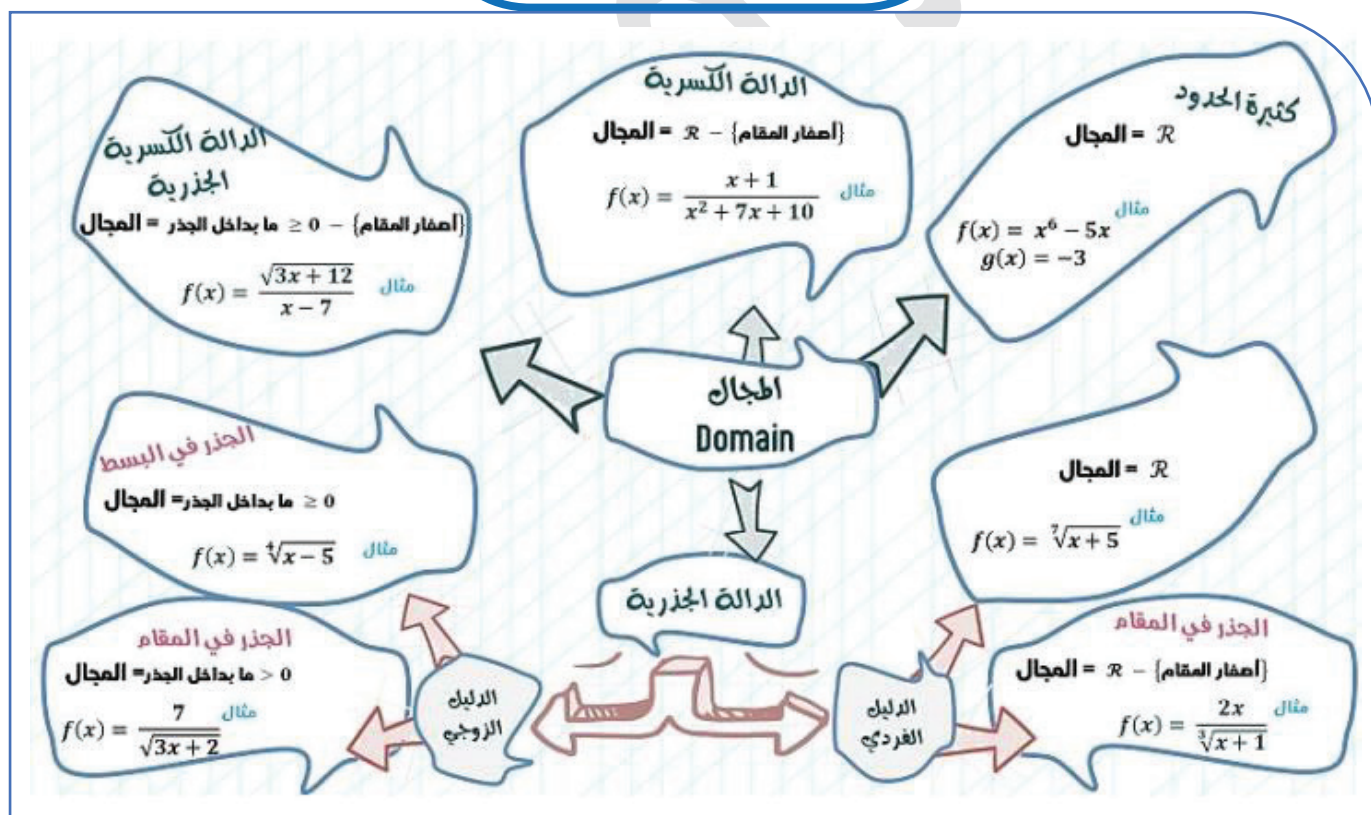 كثيرة الحدود
المجال = ℛ
مثال
f(x) = x⁶ − 5x
g(x) = −3
الدالة الكسرية
المجال = ℛ − {أصفار المقام}
مثال
f(x) = (x + 1)/(x² + 7x + 10)
الدالة الكسرية
الجذرية
المجال = ما بداخل الجذر ≥ 0 − {أصفار المقام}
مثال
f(x) = √(3x + 12)/(x − 7)
المجال
Domain
الدالة الجذرية
الدليل
الفردي
المجال = ℛ
مثال
f(x) = ⁷√(x + 5)
الجذر في المقام
المجال = ℛ − {أصفار المقام}
مثال
f(x) = 2x/³√(x + 1)
الدليل
الزوجي
الجذر في البسط
المجال =ما بداخل الجذر ≥ 0
مثال
f(x) = ⁴√(x − 5)
الجذر في المقام
المجال =ما بداخل الجذر > 0
مثال
f(x) = 7/√(3x + 2)